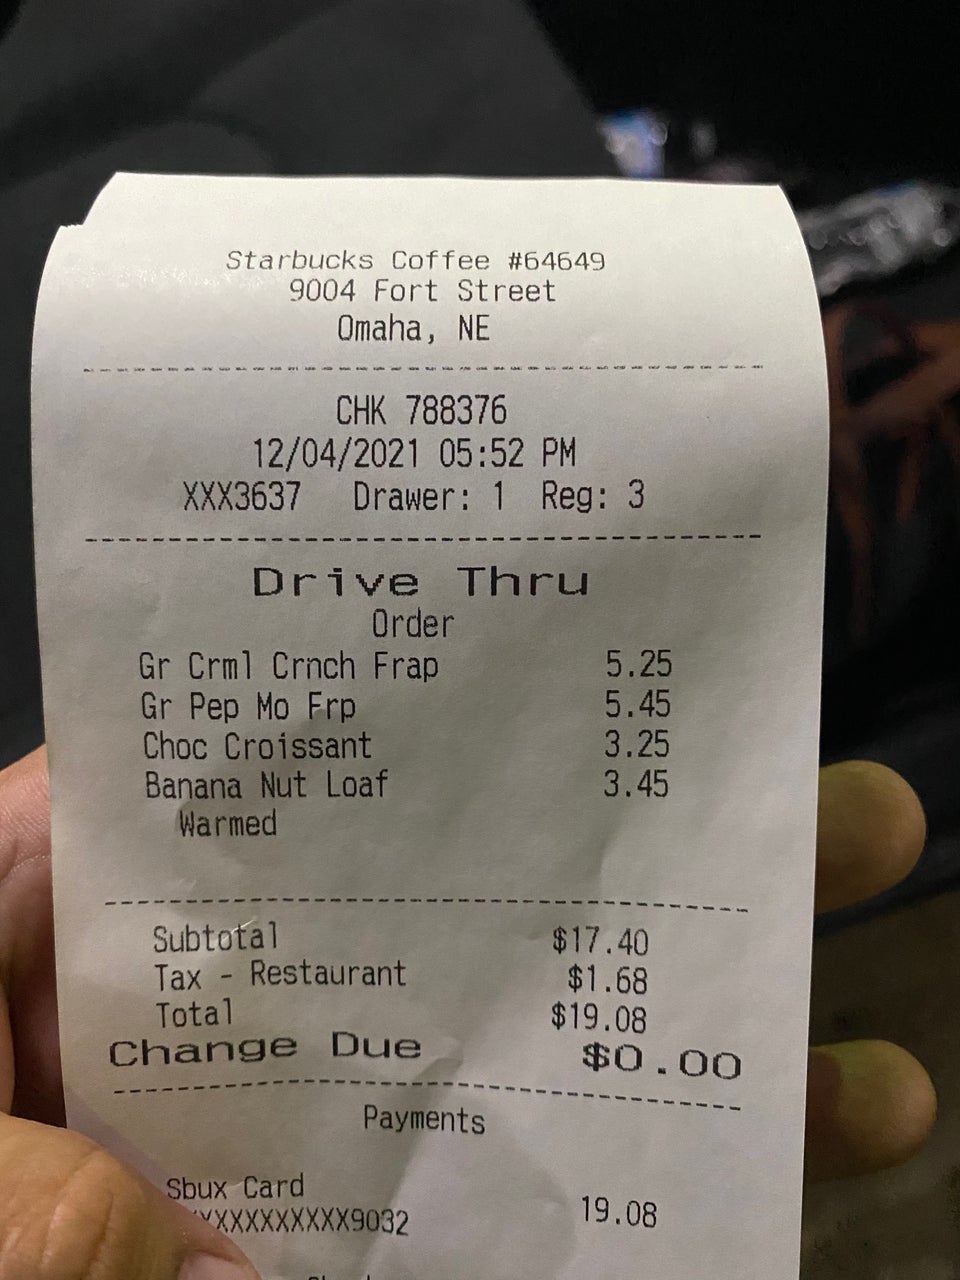 Starbucks Coffee #64649
9004 Fort Street
Omaha, NE
CHK 788376
12/04/2021 05:52 PM
XXX3637 Drawer: 1 Reg: 3
Drive Thru
Order
Gr Crml Crnch Frap 5.25
Gr Pep Mo Frp 5.45
Choc Croissant 3.25
Banana Nut Loaf 3.45
Warmed
Subtotal $17.40
Tax - Restaurant $1.68
Total $19.08
Change Due $0.00
Payments
Sbux Card
XXXXXXXXXXX9032 19.08